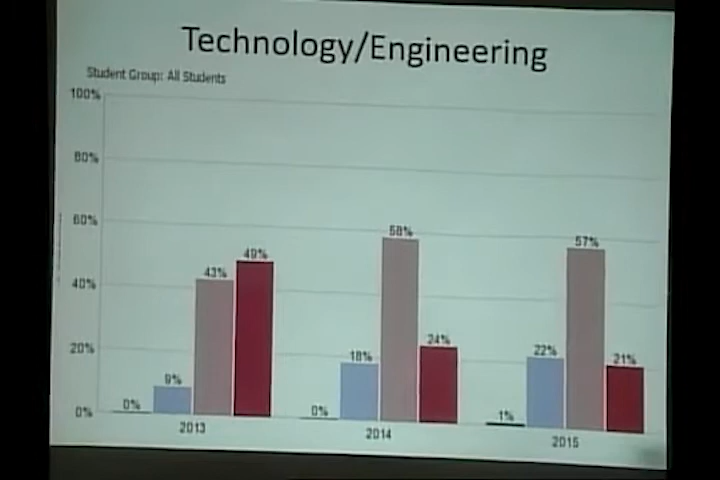 Technology/Engineering
Student Group: All Students
100%
80%
60%
40%
20%
0%
0% 9% 43% 49%
0% 18% 58% 24%
1% 22% 57% 21%
2013 2014 2015